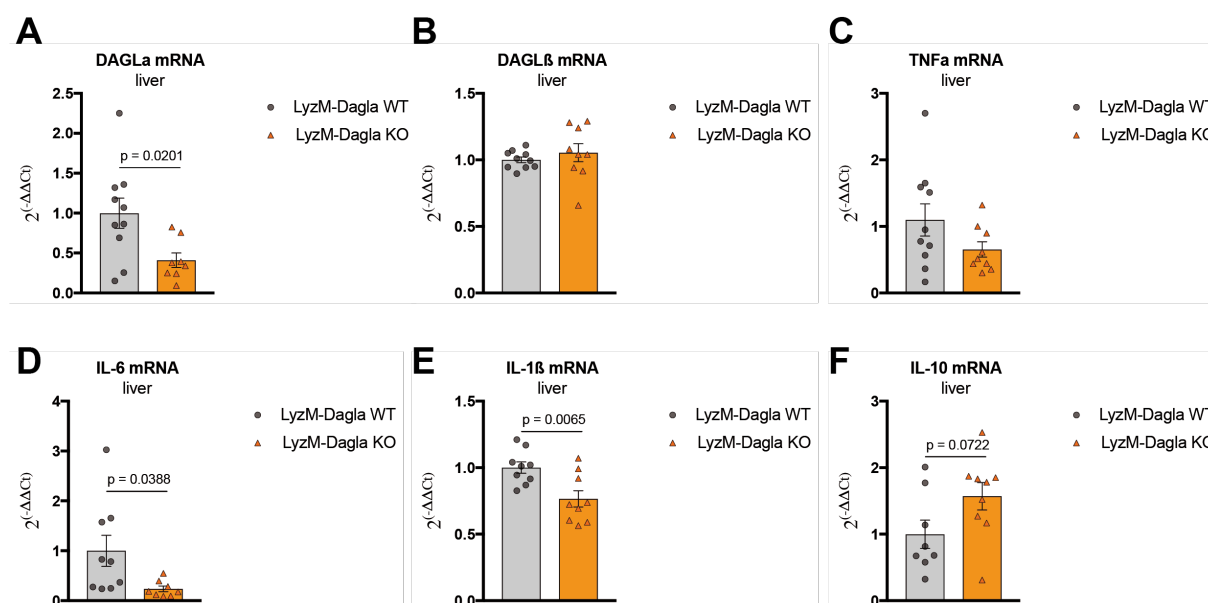 A
DAGLa mRNA
liver
2.5
2.0
1.5
1.0
0.5
0.0
2(-ΔΔCt)
p = 0.0201
LyzM-Dagla WT
LyzM-Dagla KO
B
DAGLß mRNA
liver
1.5
1.0
0.5
0.0
2(-ΔΔCt)
LyzM-Dagla WT
LyzM-Dagla KO
C
TNFa mRNA
liver
3
2
1
0
2(-ΔΔCt)
LyzM-Dagla WT
LyzM-Dagla KO
D
IL-6 mRNA
liver
4
3
2
1
0
2(-ΔΔCt)
p = 0.0388
LyzM-Dagla WT
LyzM-Dagla KO
E
IL-1ß mRNA
liver
1.5
1.0
0.5
0.0
2(-ΔΔCt)
p = 0.0065
LyzM-Dagla WT
LyzM-Dagla KO
F
IL-10 mRNA
liver
3
2
1
0
2(-ΔΔCt)
p = 0.0722
LyzM-Dagla WT
LyzM-Dagla KO